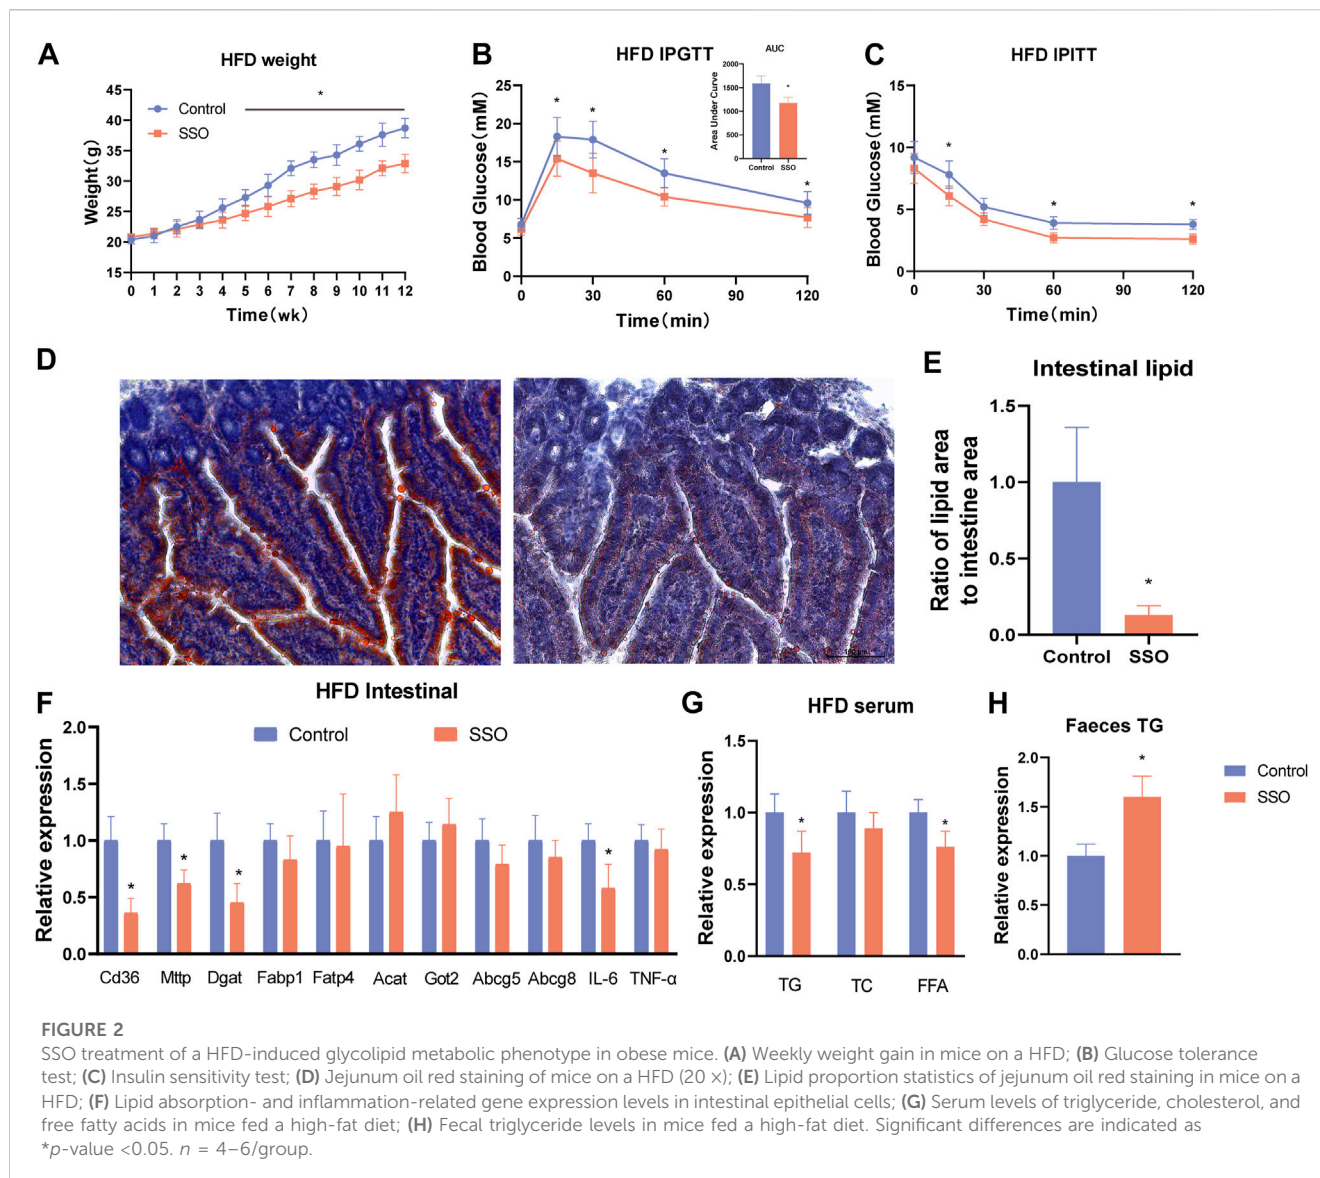 A
HFD weight
Control
SSO
*
Weight(g)
45
40
35
30
25
20
15
0 1 2 3 4 5 6 7 8 9 10 11 12
Time(wk)
B
HFD IPGTT
Blood Glucose(mM)
25
20
15
10
5
0
* * * *
0 30 60 90 120
Time(min)
AUC
Area Under Curve
2000
1500
1000
500
0
*
Control SSO
C
HFD IPITT
Blood Glucose(mM)
15
10
5
0
* * *
0 30 60 90 120
Time(min)
D
100 μm
E
Intestinal lipid
Ratio of lipid area
to intestine area
1.5
1.0
0.5
0.0
*
Control SSO
F
HFD Intestinal
Control SSO
Relative expression
2.0
1.5
1.0
0.5
0.0
* * * *
Cd36 Mttp Dgat Fabp1 Fatp4 Acat Got2 Abcg5 Abcg8 IL-6 TNF-α
G
HFD serum
Relative expression
1.5
1.0
0.5
0.0
* *
TG TC FFA
H
Faeces TG
Relative expression
2.0
1.5
1.0
0.5
0.0
*
Control
SSO
FIGURE 2
SSO treatment of a HFD-induced glycolipid metabolic phenotype in obese mice. (A) Weekly weight gain in mice on a HFD; (B) Glucose tolerance
test; (C) Insulin sensitivity test; (D) Jejunum oil red staining of mice on a HFD (20 ×); (E) Lipid proportion statistics of jejunum oil red staining in mice on a
HFD; (F) Lipid absorption- and inflammation-related gene expression levels in intestinal epithelial cells; (G) Serum levels of triglyceride, cholesterol, and
free fatty acids in mice fed a high-fat diet; (H) Fecal triglyceride levels in mice fed a high-fat diet. Significant differences are indicated as
*p-value <0.05. n = 4–6/group.